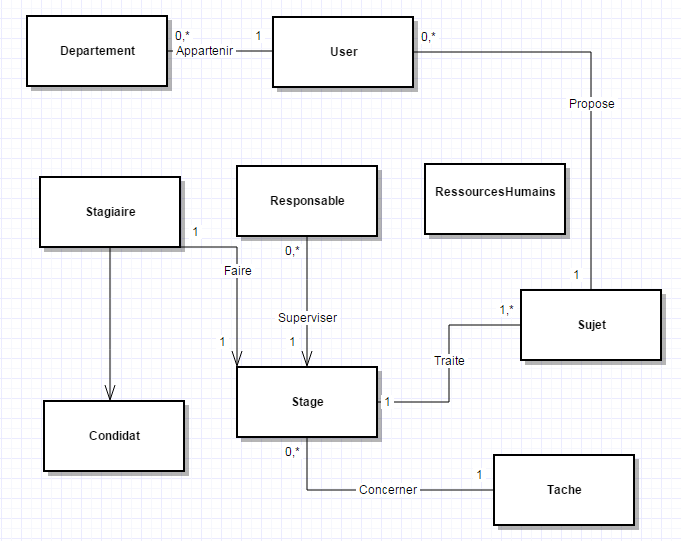 Departement
0,*
Appartenir
1
User
0,*
Propose
Stagiaire
1
Responsable
0,*
RessourcesHumains
Faire
Superviser
1
1
1
1,*
Sujet
Traite
Stage
1
Condidat
0,*
Concerner
1
Tache